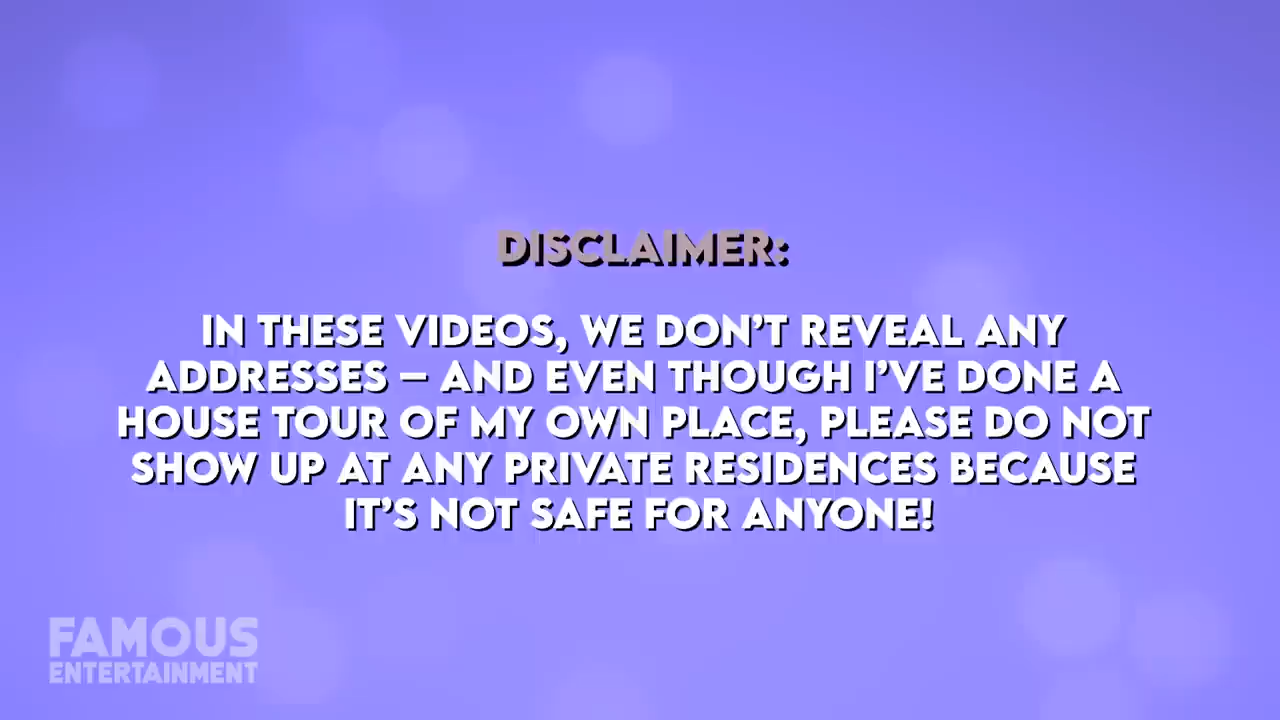 DISCLAIMER:
IN THESE VIDEOS, WE DON'T REVEAL ANY
ADDRESSES – AND EVEN THOUGH I'VE DONE A
HOUSE TOUR OF MY OWN PLACE, PLEASE DO NOT
SHOW UP AT ANY PRIVATE RESIDENCES BECAUSE
IT'S NOT SAFE FOR ANYONE!
FAMOUS
ENTERTAINMENT